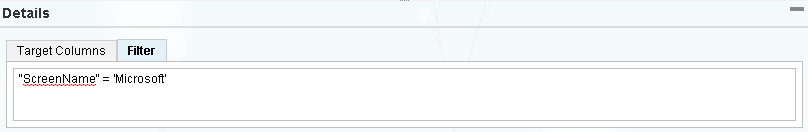 Details
Target Columns
Filter
"ScreenName" = 'Microsoft'